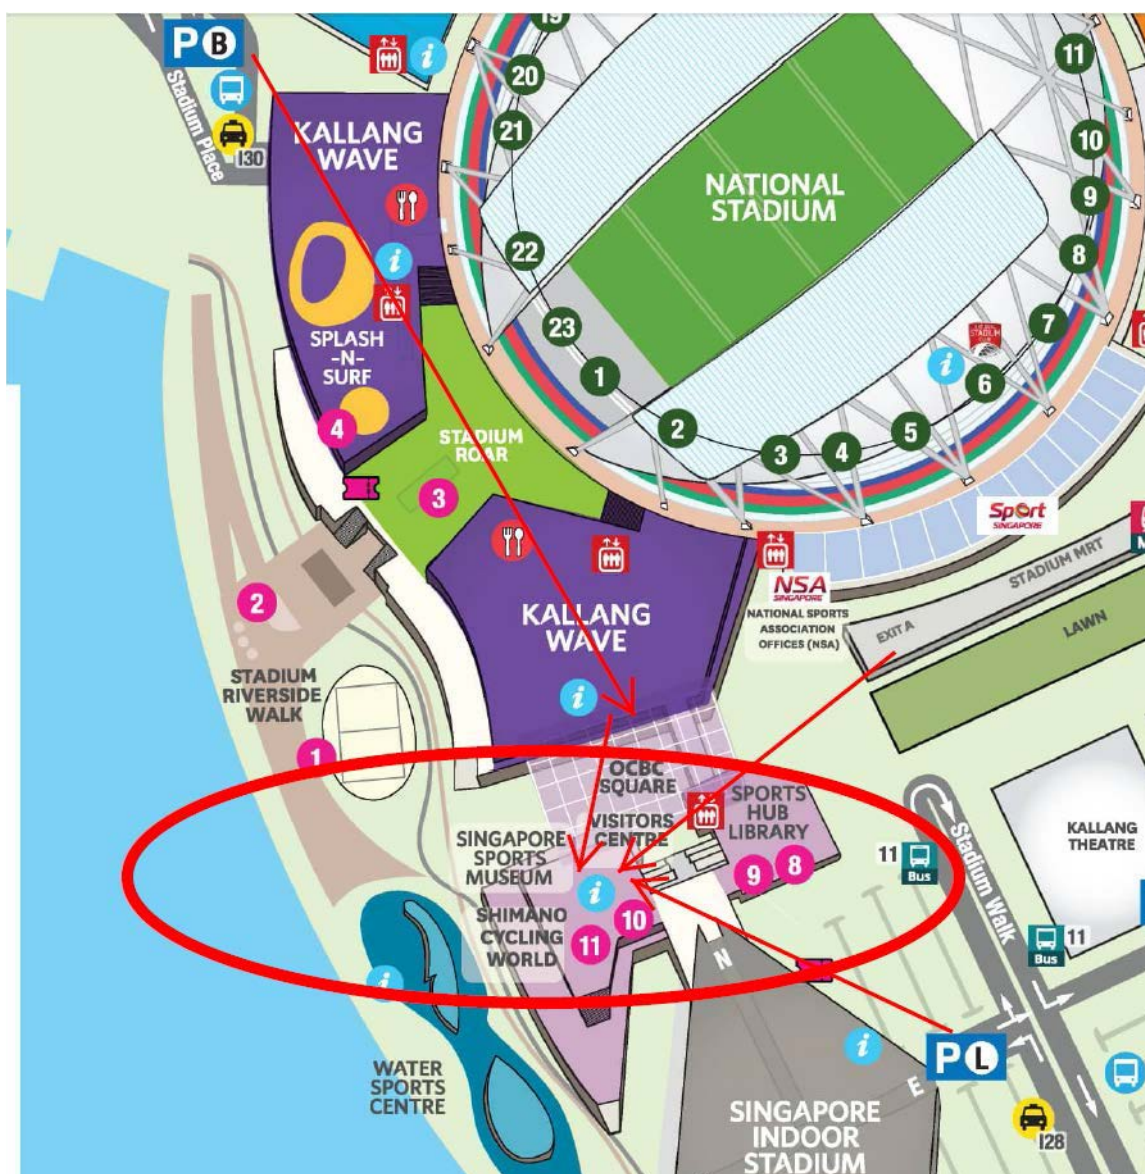 19
20
21
22
23
1
2
3
4
5
6
7
8
9
10
11
P B
Stadium Place
I30
KALLANG
WAVE
NATIONAL
STADIUM
SPLASH
-N-
SURF
4
STADIUM
ROAR
3
Sport
SINGAPORE
STADIUM MRT
EXIT A
LAWN
NSA
SINGAPORE
NATIONAL SPORTS
ASSOCIATION
OFFICES (NSA)
KALLANG
WAVE
2
STADIUM
RIVERSIDE
WALK
1
OCBC
SQUARE
VISITORS
CENTRE
SPORTS
HUB
LIBRARY
9
8
SINGAPORE
SPORTS
MUSEUM
SHIMANO
CYCLING
WORLD
10
11
KALLANG
THEATRE
Stadium Walk
11
Bus
11
Bus
N
E
P L
I28
WATER
SPORTS
CENTRE
SINGAPORE
INDOOR
STADIUM